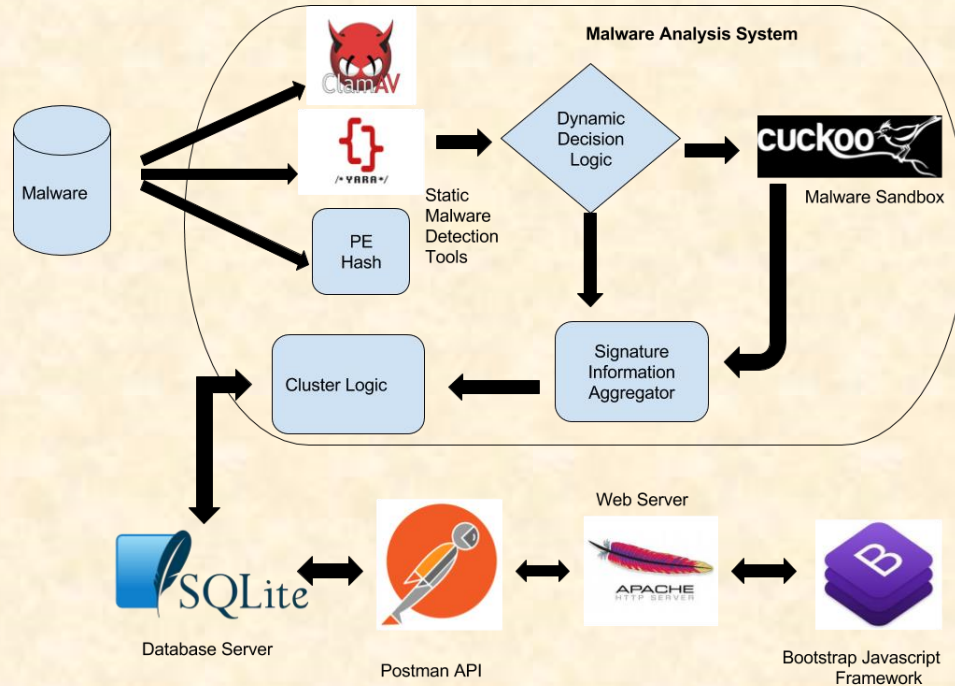 Malware Analysis System
ClamAV
Malware
/* YARA */
Static
Malware
Detection
Tools
PE
Hash
Dynamic
Decision
Logic
cuckoo
Malware Sandbox
Cluster Logic
Signature
Information
Aggregator
SQLite
Database Server
Postman API
Web Server
APACHE
HTTP SERVER
B
Bootstrap Javascript
Framework